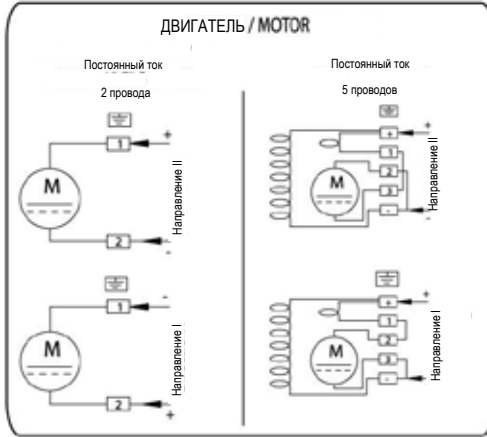 ДВИГАТЕЛЬ / MOTOR
Постоянный ток
2 провода
+
1
M
Направление II
2
-
-
1
M
Направление I
2
+
Постоянный ток
5 проводов
+ +
1
2
M
3
Направление II
- -
+ +
1
2
M
3
Направление I
- -